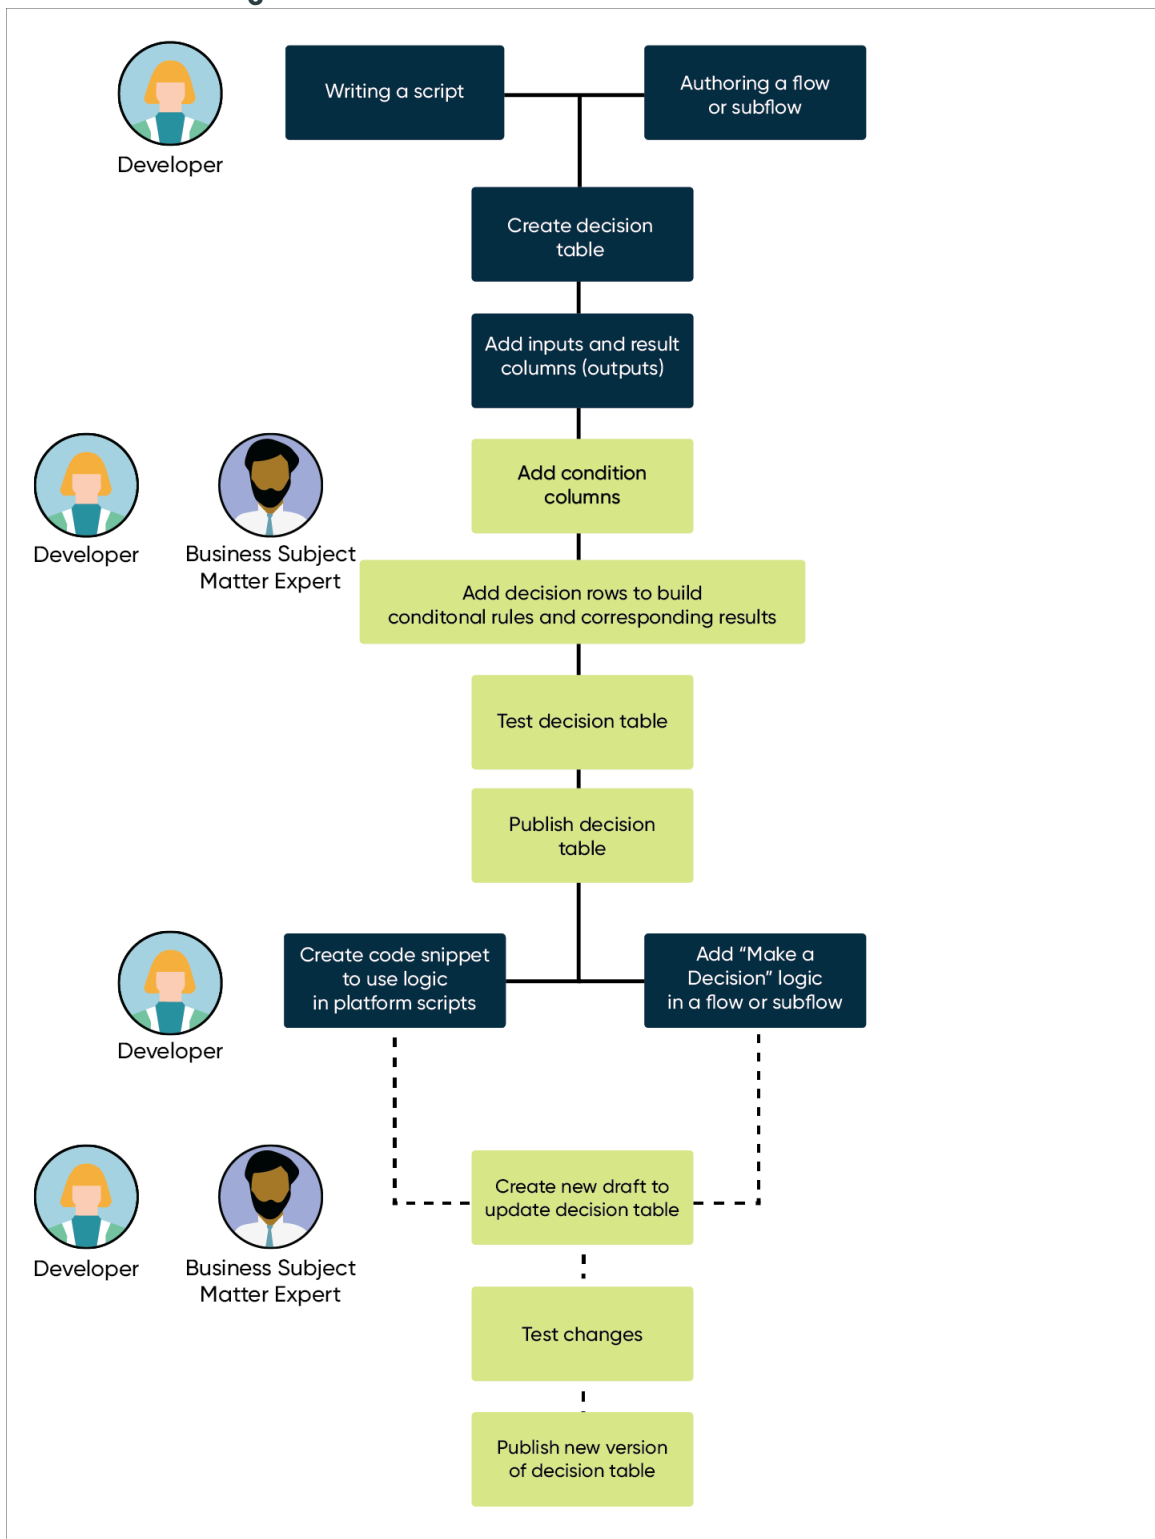 Writing a script
Authoring a flow
or subflow
Developer
Create decision
table
Add inputs and result
columns (outputs)
Add condition
columns
Developer
Business Subject
Matter Expert
Add decision rows to build
conditonal rules and corresponding results
Test decision table
Publish decision
table
Create code snippet
to use logic
in platform scripts
Add “Make a
Decision” logic
in a flow or subflow
Developer
Create new draft to
update decision table
Developer
Business Subject
Matter Expert
Test changes
Publish new version
of decision table